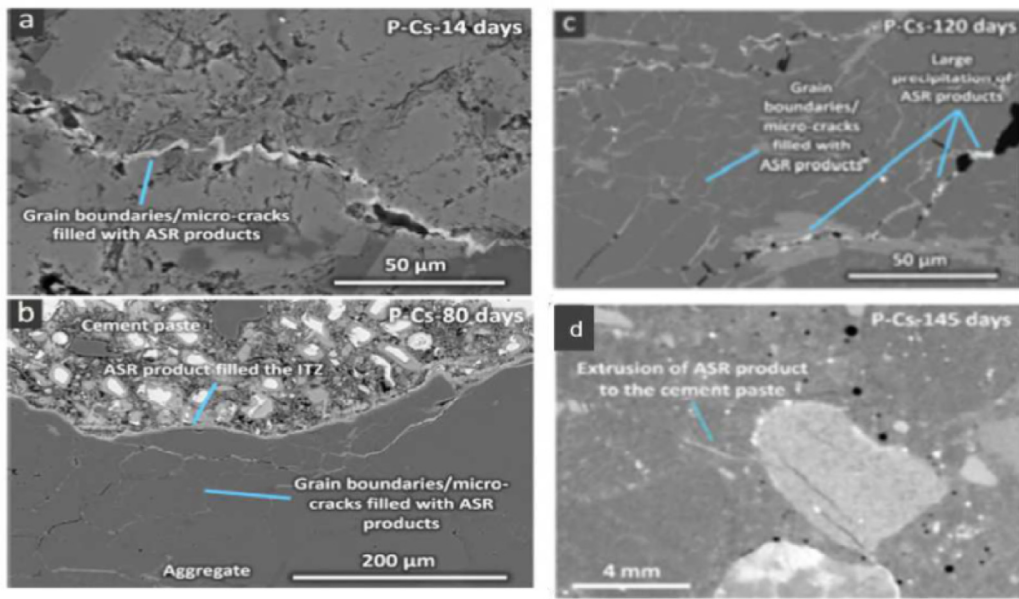 a
P-Cs-14 days
Grain boundaries/micro-cracks
filled with ASR products
50 µm
b
P-Cs-80 days
Cement paste
ASR product filled the ITZ
Grain boundaries/micro-
cracks filled with ASR
products
Aggregate
200 µm
c
P-Cs-120 days
Large
precipitation of
ASR products
Grain
boundaries/
micro-cracks
filled with
ASR
products
50 µm
d
P-Cs-145 days
Extrusion of ASR product
to the cement paste
4 mm